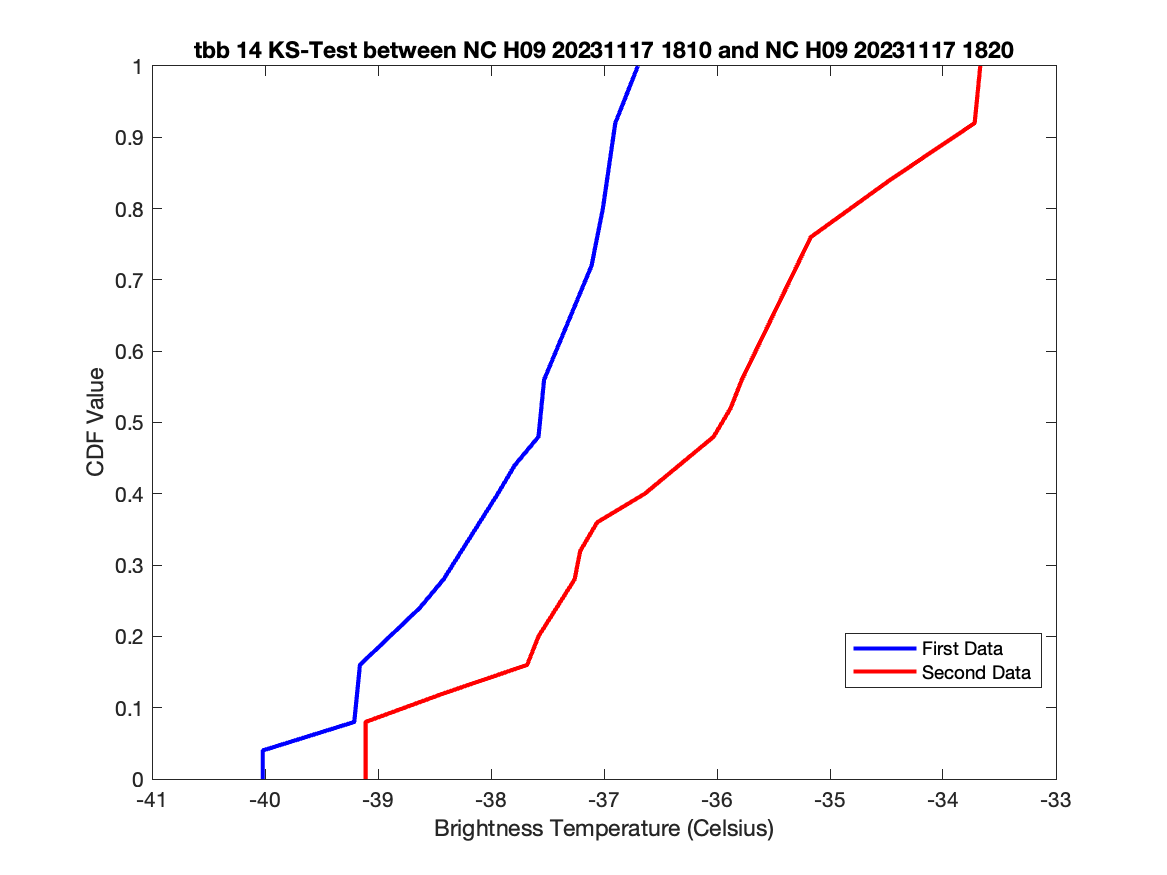 tbb 14 KS-Test between NC H09 20231117 1810 and NC H09 20231117 1820
1
0.9
0.8
0.7
0.6
0.5
0.4
0.3
0.2
0.1
0
CDF Value
First Data
Second Data
-41 -40 -39 -38 -37 -36 -35 -34 -33
Brightness Temperature (Celsius)